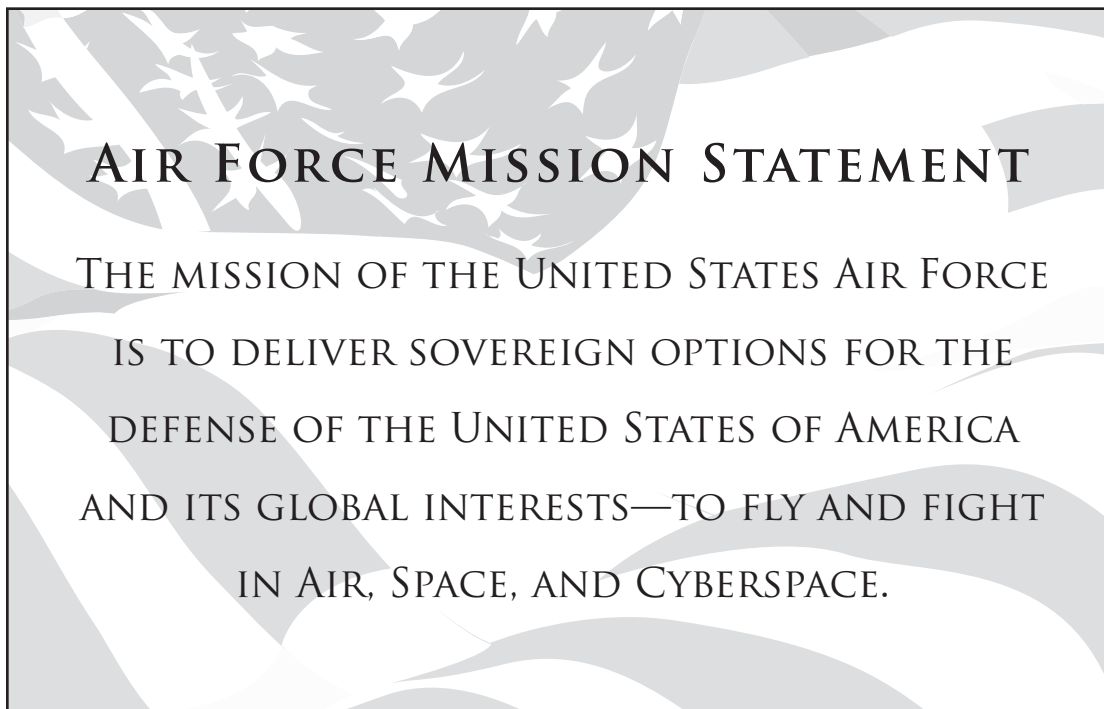 Air Force Mission Statement
The mission of the United States Air Force
is to deliver sovereign options for the
defense of the United States of America
and its global interests—to fly and fight
in Air, Space, and Cyberspace.